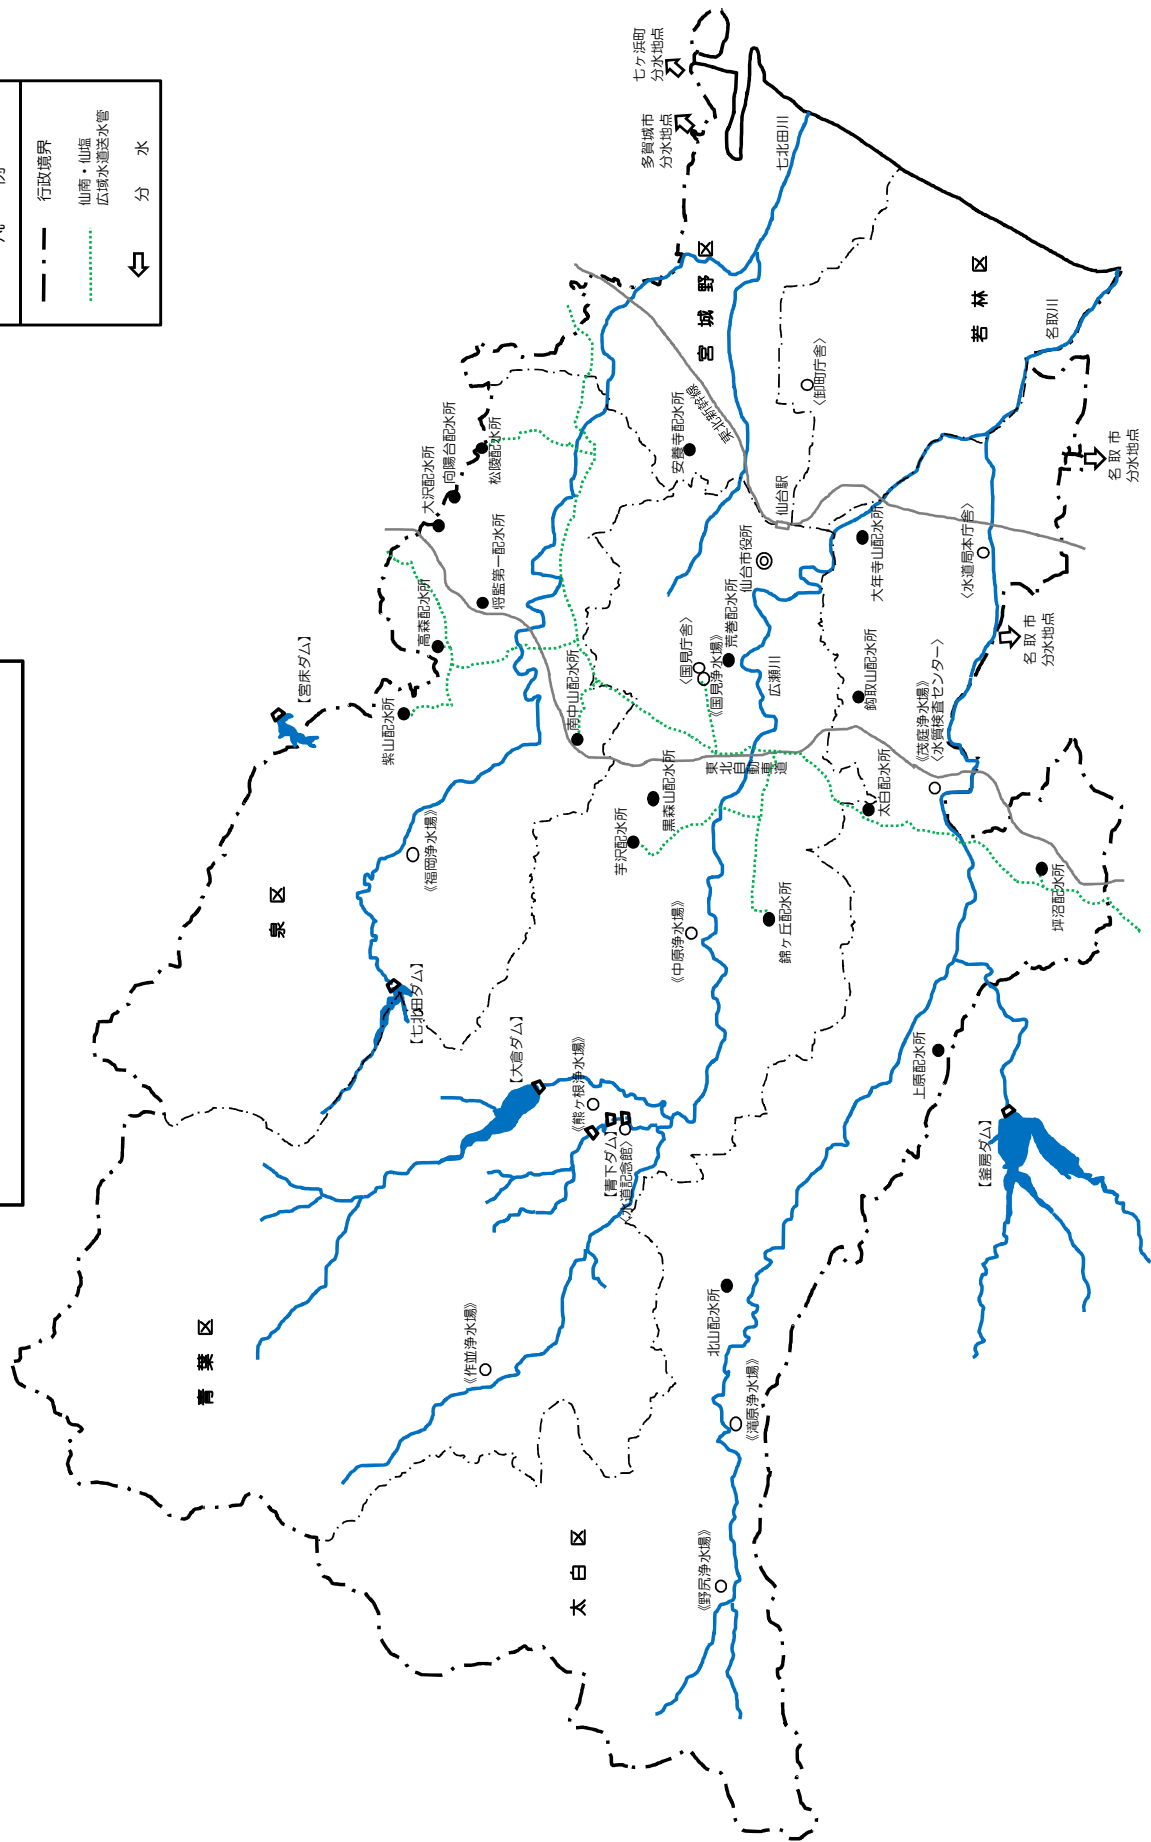 凡 例
行政境界
仙南・仙塩
広域水道送水管
分 水
七ヶ浜町
分水地点
多賀城市
分水地点
七北田川
宮 城 野 区
若 林 区
名取川
〈卸町庁舎〉
東北新幹線
安養寺配水所
向陽台配水所
大沢配水所
松陵配水所
将監第一配水所
高森配水所
仙台駅
仙台市役所
大年寺山配水所
〈水道局本庁舎〉
名 取 市
分水地点
名 取 市
分水地点
【宮床ダム】
紫山配水所
南中山配水所
〈国見庁舎〉
《国見浄水場》
荒巻配水所
広瀬川
鈎取山配水所
《茂庭浄水場》
〈水質検査センター〉
東北自動車道
黒森山配水所
芋沢配水所
太白配水所
坪沼配水所
《福岡浄水場》
泉 区
《中原浄水場》
錦ヶ丘配水所
【七北田ダム】
【大倉ダム】
《熊ヶ根浄水場》
【青下ダム】
〈水道記念館〉
上原配水所
【釜房ダム】
青 葉 区
《作並浄水場》
北山配水所
《滝原浄水場》
太 白 区
《野尻浄水場》